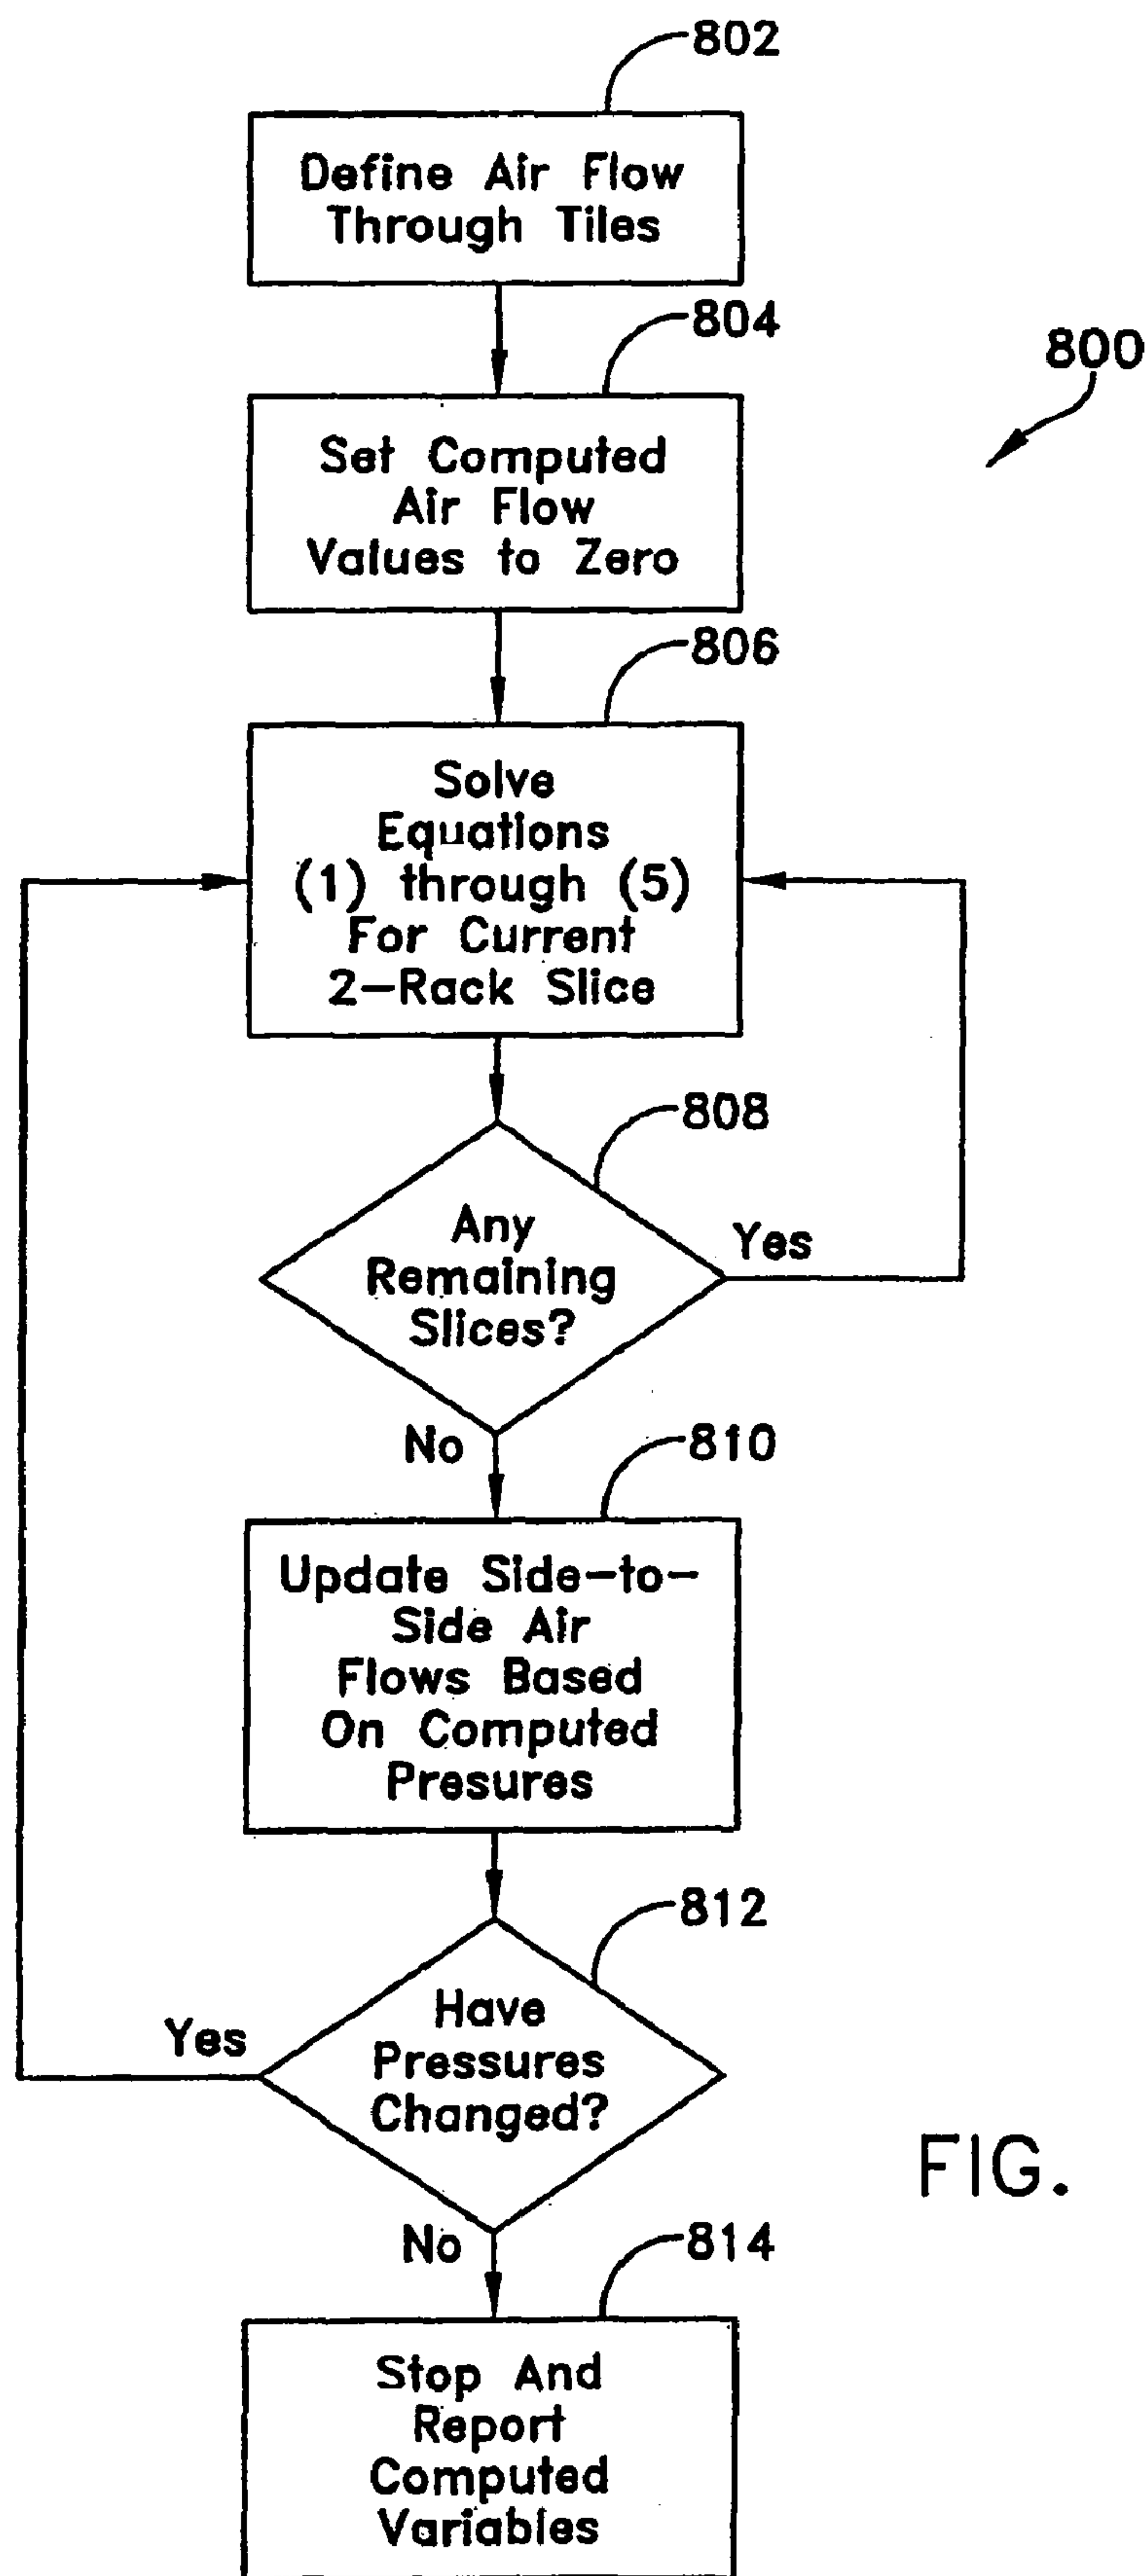 802
Define Air Flow
Through Tiles
804
800
Set Computed
Air Flow
Values to Zero
806
Solve
Equations
(1) through (5)
For Current
2-Rack Slice
808
Any
Remaining
Slices?
Yes
No
810
Update Side-to-
Side Air
Flows Based
On Computed
Presures
812
Have
Pressures
Changed?
Yes
No
FIG.
814
Stop And
Report
Computed
Variables